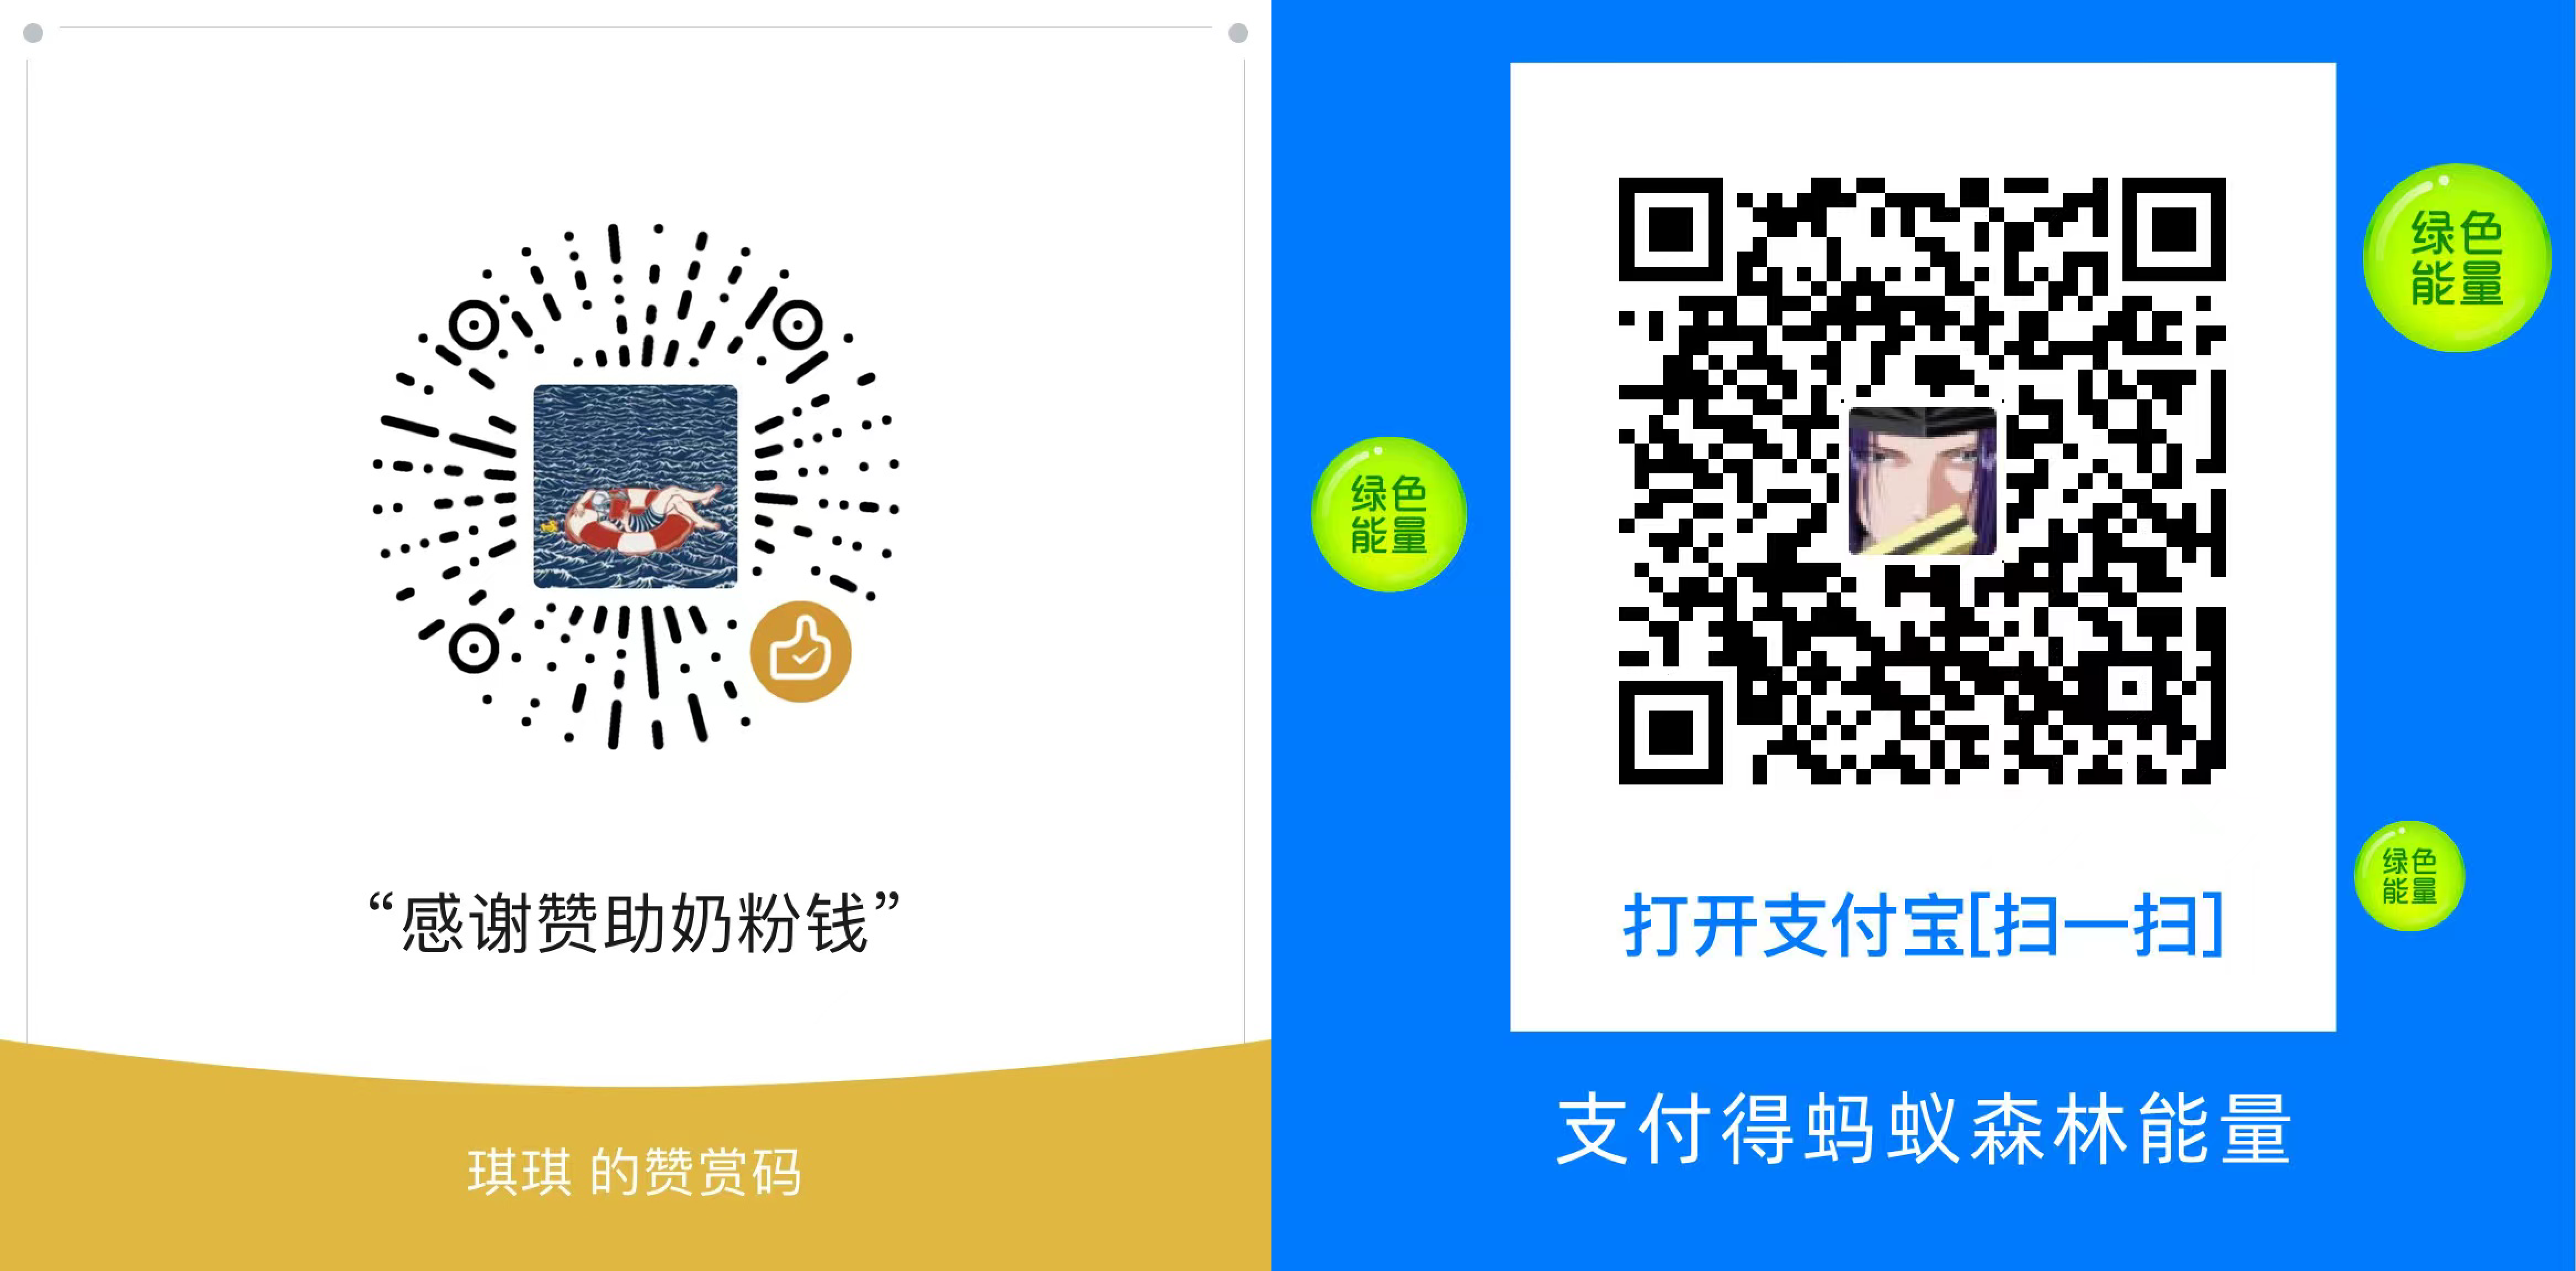 “感谢赞助奶粉钱”
琪琪 的赞赏码
绿色
能量
绿色
能量
打开支付宝[扫一扫]
绿色
能量
支付得蚂蚁森林能量